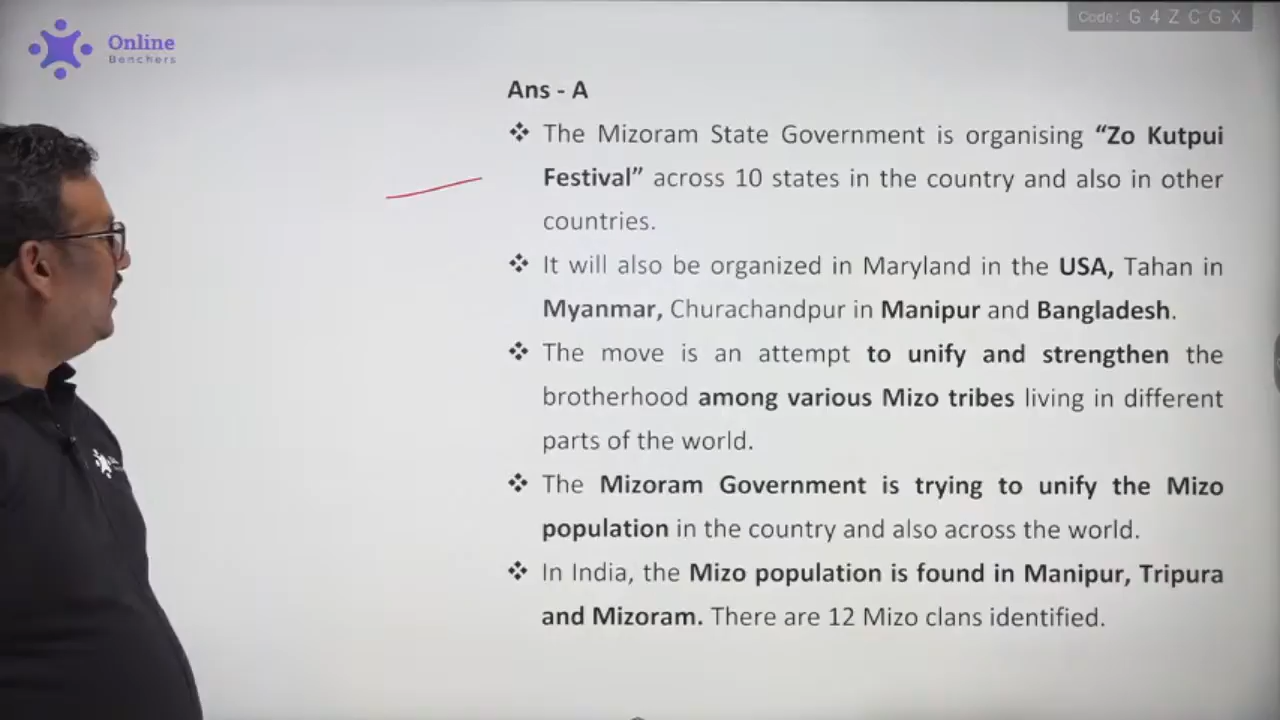 Online
Benchers
Code: G 4 Z C G X
Ans - A
❖ The Mizoram State Government is organising “Zo Kutpui
Festival” across 10 states in the country and also in other
countries.
❖ It will also be organized in Maryland in the USA, Tahan in
Myanmar, Churachandpur in Manipur and Bangladesh.
❖ The move is an attempt to unify and strengthen the
brotherhood among various Mizo tribes living in different
parts of the world.
❖ The Mizoram Government is trying to unify the Mizo
population in the country and also across the world.
❖ In India, the Mizo population is found in Manipur, Tripura
and Mizoram. There are 12 Mizo clans identified.